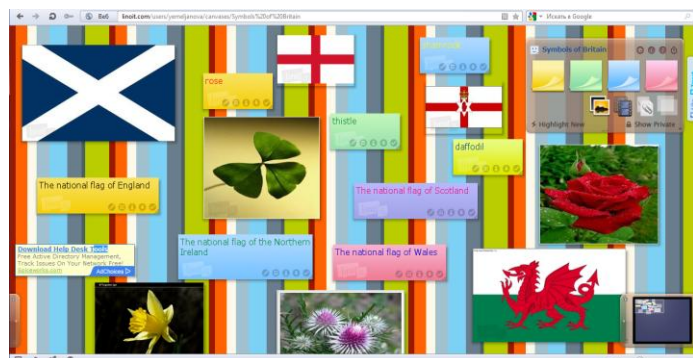 Веб linoit.com/users/yemeljanova/canvases/Symbols%20of%20Britain
Искать в Google
shamrock
Symbols of Britain
rose
thistle
Highlight New
Show Private
daffodil
The national flag of England
The national flag of Scotland
The national flag of the Northern
Ireland
The national flag of Wales
Download Help Desk Tools
Free Active Directory Management,
Track Issues On Your Network Free!
AdChoices